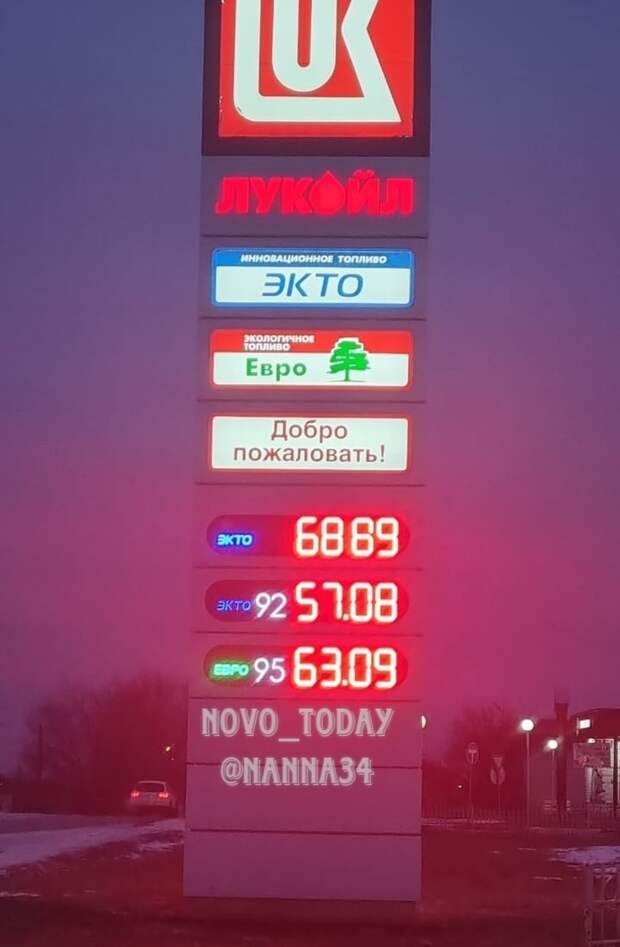 ЛУКОЙЛ
ИННОВАЦИОННОЕ ТОПЛИВО
ЭКТО
ЭКОЛОГИЧНОЕ
ТОПЛИВО
Евро
Добро
пожаловать!
ЭКТО 68 89
ЭКТО 92 57.08
ЕВРО 95 63.09
NOVO_TODAY
@NANNA34